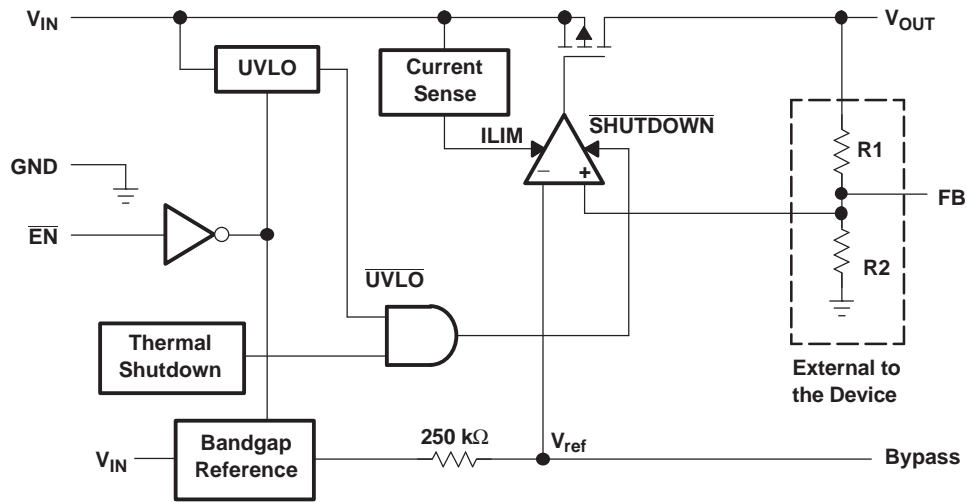 VIN
VOUT
UVLO
Current
Sense
ILIM
SHUTDOWN
R1
GND
− +
FB
EN
R2
UVLO
Thermal
Shutdown
External to
the Device
250 kΩ
Vref
VIN
Bandgap
Reference
Bypass